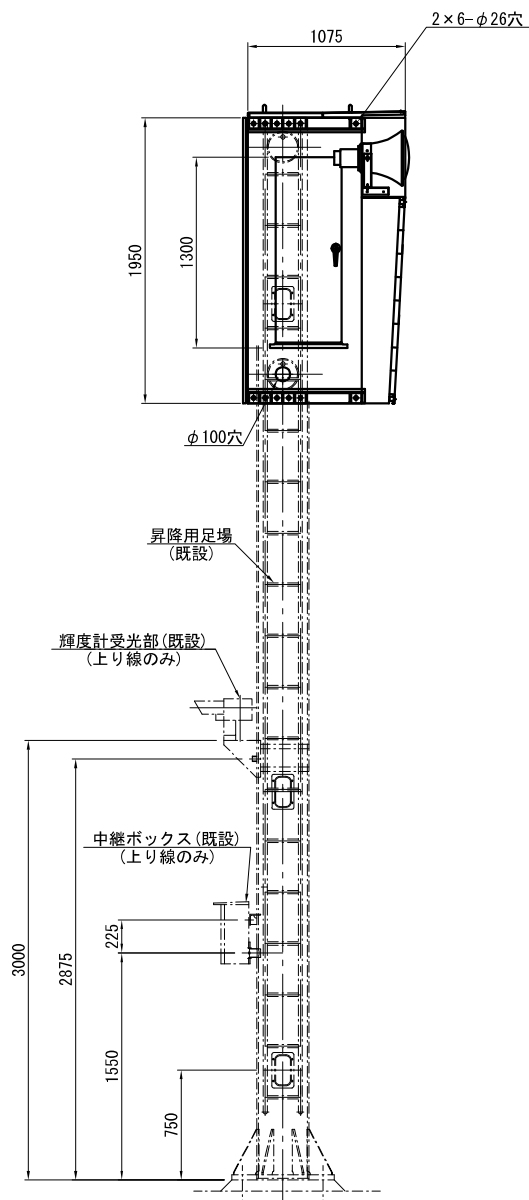 2×6-φ26穴
1075
1950
1300
φ100穴
昇降用足場
(既設)
輝度計受光部(既設)
(上り線のみ)
中継ボックス(既設)
(上り線のみ)
3000
2875
225
1550
750